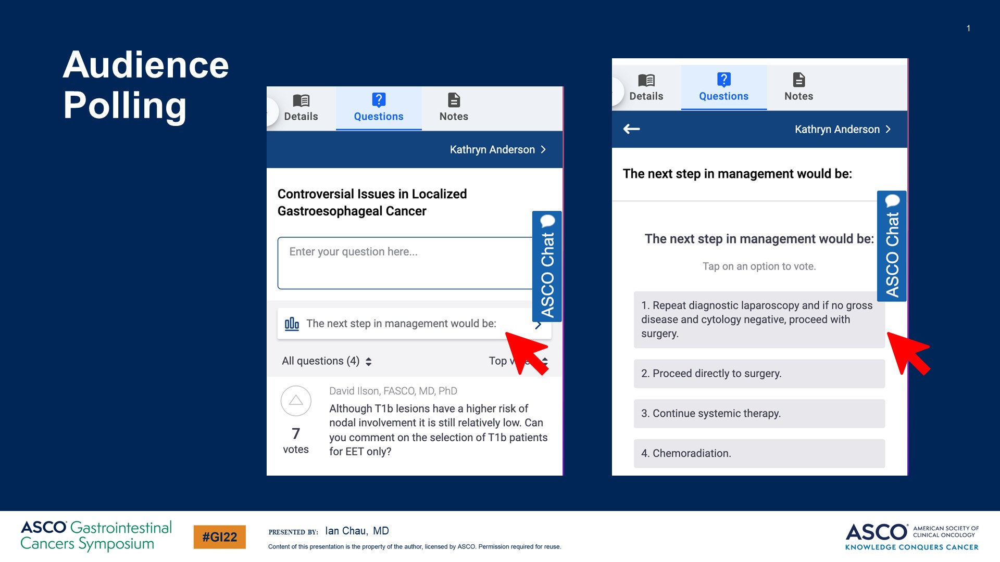 1
Audience
Polling
Details
Questions
Notes
Kathryn Anderson
Controversial Issues in Localized
Gastroesophageal Cancer
Enter your question here...
ASCO Chat
The next step in management would be:
All questions (4)
Top
David Ilson, FASCO, MD, PhD
Although T1b lesions have a higher risk of
nodal involvement it is still relatively low. Can
you comment on the selection of T1b patients
for EET only?
7
votes
Details
Questions
Notes
Kathryn Anderson
The next step in management would be:
ASCO Chat
The next step in management would be:
Tap on an option to vote.
1. Repeat diagnostic laparoscopy and if no gross
disease and cytology negative, proceed with
surgery.
2. Proceed directly to surgery.
3. Continue systemic therapy.
4. Chemoradiation.
ASCO Gastrointestinal
Cancers Symposium
#GI22
PRESENTED BY: Ian Chau, MD
Content of this presentation is the property of the author, licensed by ASCO. Permission required for reuse.
ASCO AMERICAN SOCIETY OF
CLINICAL ONCOLOGY
KNOWLEDGE CONQUERS CANCER